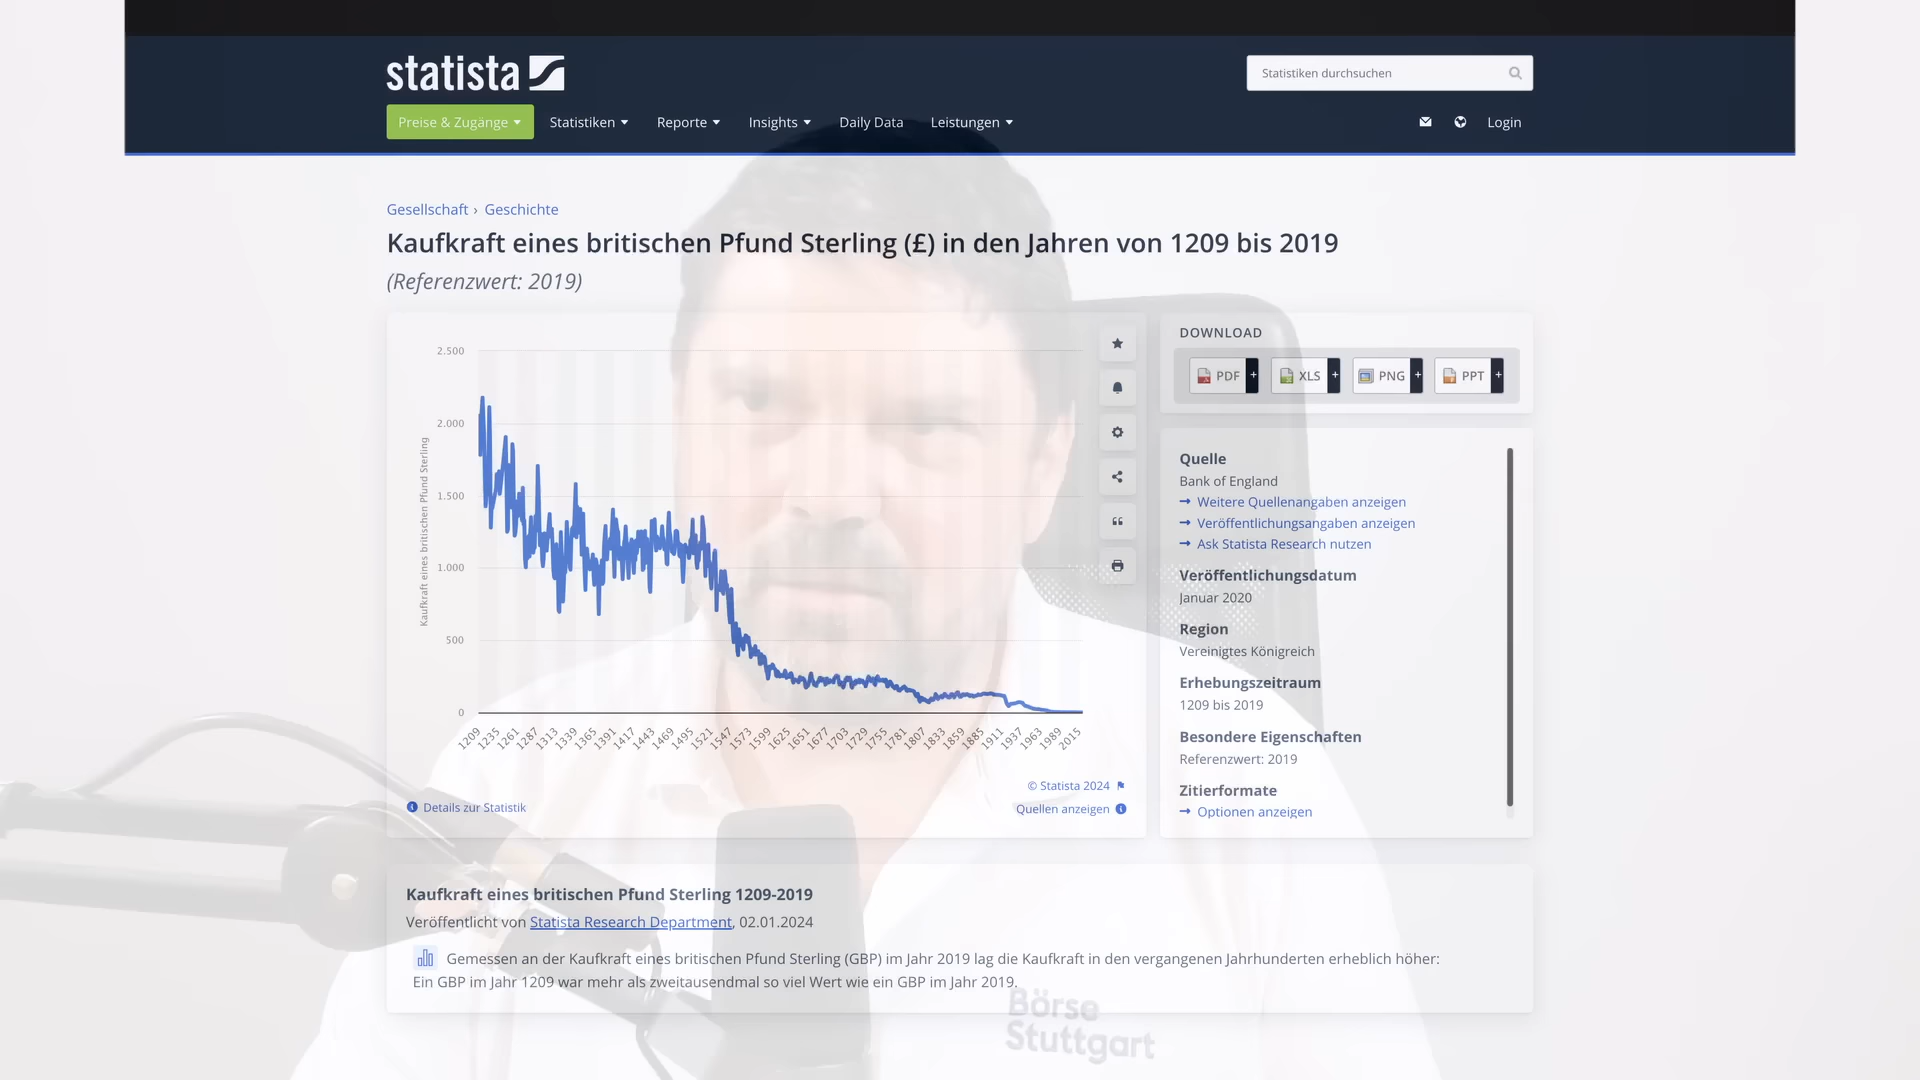 statista
Statistiken durchsuchen
Preise & Zugänge
Statistiken
Reporte
Insights
Daily Data
Leistungen
Login
Gesellschaft › Geschichte
Kaufkraft eines britischen Pfund Sterling (£) in den Jahren von 1209 bis 2019
(Referenzwert: 2019)
Kaufkraft eines britischen Pfund Sterling
2.500
2.000
1.500
1.000
500
0
1209 1235 1261 1287 1313 1339 1365 1391 1417 1443 1469 1495 1521 1547 1573 1599 1625 1651 1677 1703 1729 1755 1781 1807 1833 1859 1885 1911 1937 1963 1989 2015
© Statista 2024
Details zur Statistik
Quellen anzeigen
DOWNLOAD
PDF +
XLS +
PNG +
PPT +
Quelle
Bank of England
→ Weitere Quellenangaben anzeigen
→ Veröffentlichungsangaben anzeigen
→ Ask Statista Research nutzen
Veröffentlichungsdatum
Januar 2020
Region
Vereinigtes Königreich
Erhebungszeitraum
1209 bis 2019
Besondere Eigenschaften
Referenzwert: 2019
Zitierformate
→ Optionen anzeigen
Kaufkraft eines britischen Pfund Sterling 1209-2019
Veröffentlicht von Statista Research Department, 02.01.2024
Gemessen an der Kaufkraft eines britischen Pfund Sterling (GBP) im Jahr 2019 lag die Kaufkraft in den vergangenen Jahrhunderten erheblich höher:
Ein GBP im Jahr 1209 war mehr als zweitausendmal so viel Wert wie ein GBP im Jahr 2019.
Börse
Stuttgart